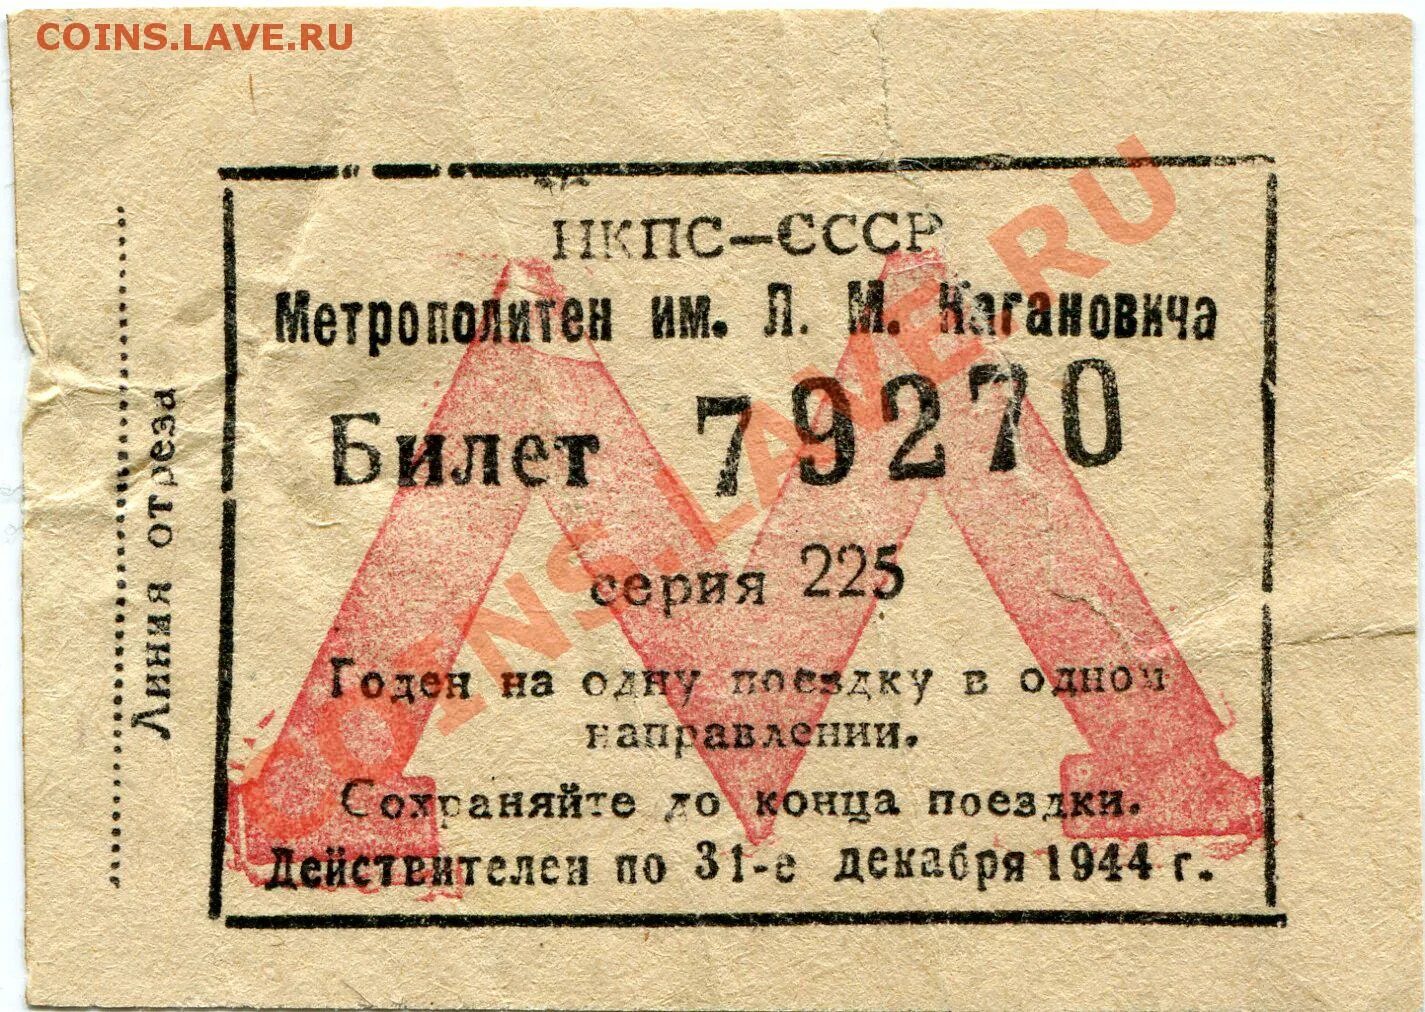 COINS.LAVE.RU
НКПС—СССР
Метрополитен им. Л. М. Кагановича
Билет 79270
серия 225
Годен на одну поездку в одном
направлении.
Сохраняйте до конца поездки.
Действителен по 31-е декабря 1944 г.
Линия отреза
М
COINS.LAVE.RU